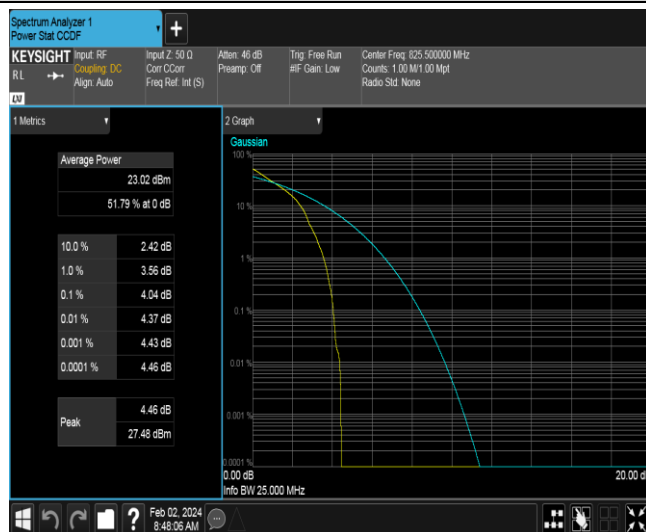 Spectrum Analyzer 1
Power Stat CCDF
+
KEYSIGHT
RL
Input: RF
Coupling: DC
Align: Auto
Input Z: 50 Ω
Corr CCorr
Freq Ref: Int (S)
Atten: 46 dB
Preamp: Off
Trig: Free Run
#IF Gain: Low
Center Freq: 825.500000 MHz
Counts: 1.00 M/1.00 Mpt
Radio Std: None
1 Metrics
Average Power
23.02 dBm
51.79 % at 0 dB
10.0 % 2.42 dB
1.0 % 3.56 dB
0.1 % 4.04 dB
0.01 % 4.37 dB
0.001 % 4.43 dB
0.0001 % 4.46 dB
Peak
4.46 dB
27.48 dBm
2 Graph
Gaussian
100 %
10 %
1 %
0.1 %
0.01 %
0.001 %
0.0001 %
0.00 dB
20.00 d
Info BW 25.000 MHz
?
Feb 02, 2024
8:48:06 AM